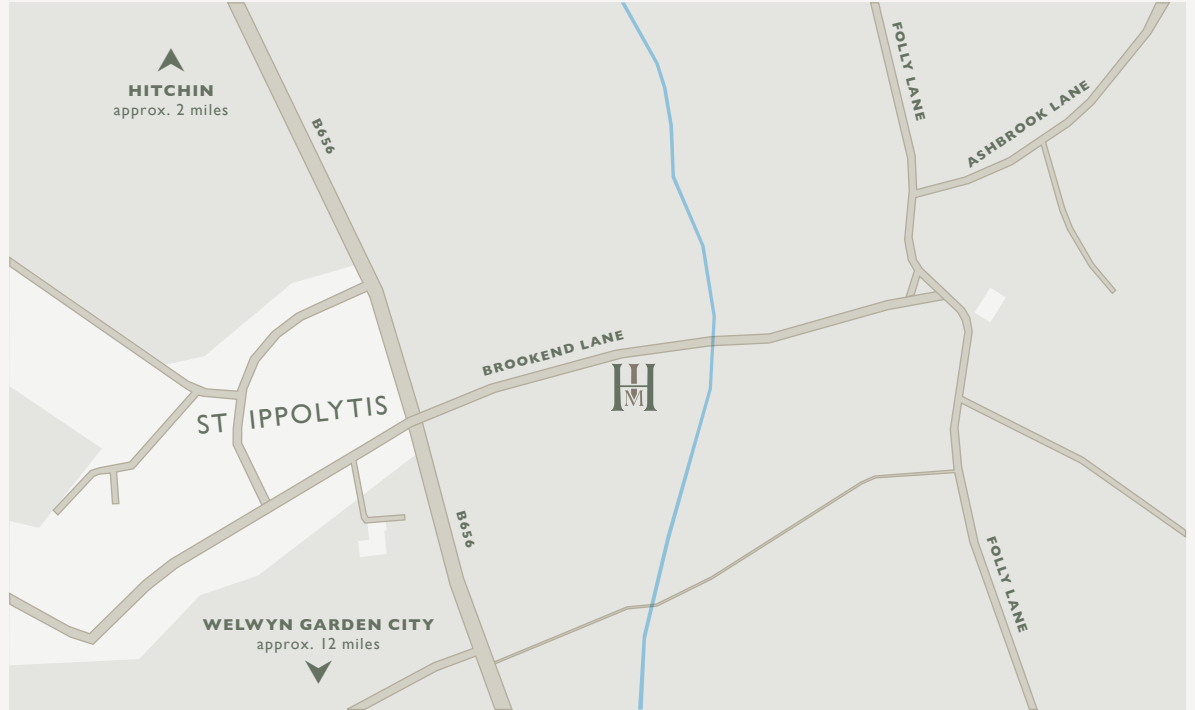 HITCHIN
approx. 2 miles
B656
FOLLY LANE
ASHBROOK LANE
BROOKEND LANE
HM
ST IPPOLYTIS
B656
FOLLY LANE
WELWYN GARDEN CITY
approx. 12 miles